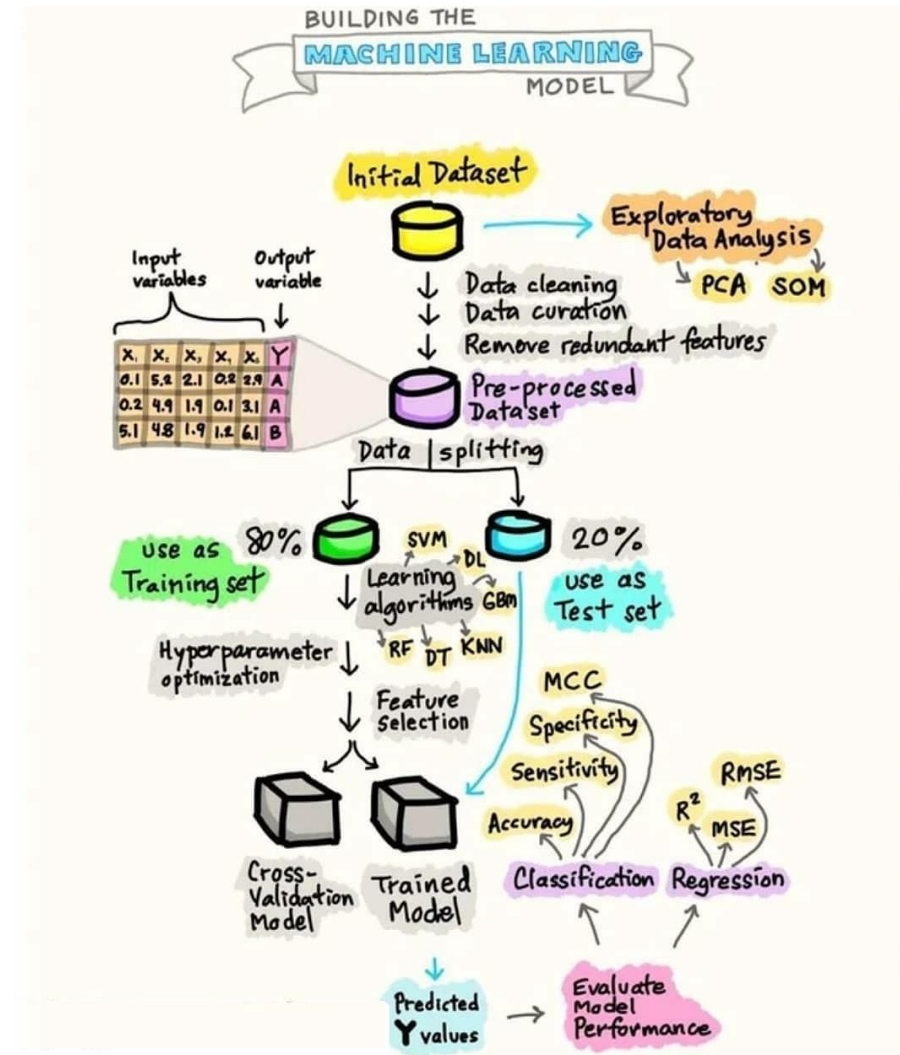 BUILDING THE
MACHINE LEARNING
MODEL
Initial Dataset
Exploratory
Data Analysis
PCA SOM
Input
variables
Output
variable
Data cleaning
Data curation
Remove redundant features
X₁ X₂ X₃ X₄ X₅ Y
0.1 5.2 2.1 0.2 2.9 A
0.2 4.9 1.9 0.1 3.1 A
5.1 4.8 1.9 1.2 6.1 B
Pre-processed
Dataset
Data splitting
80%
use as
Training set
20%
use as
Test set
Learning
algorithms
SVM
DL
GBm
KNN
DT
RF
Hyperparameter
optimization
Feature
Selection
Cross-
Validation
Model
Trained
Model
Predicted
Y values
Evaluate
Model
Performance
Classification
Accuracy
Sensitivity
Specificity
MCC
Regression
R²
MSE
RMSE